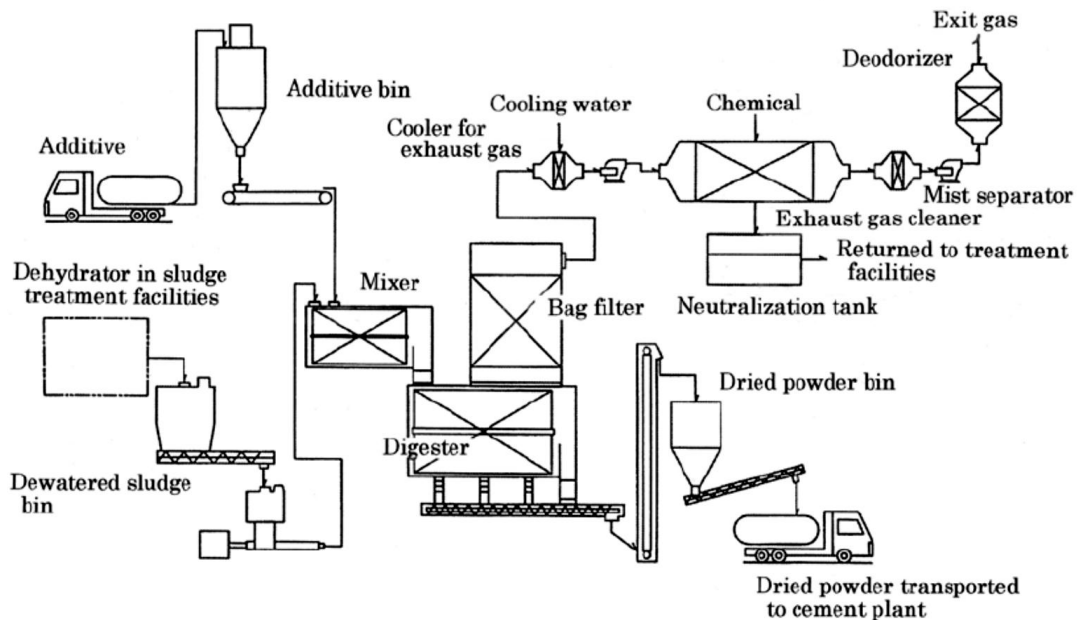 Exit gas
Deodorizer
Additive bin
Cooling water
Chemical
Cooler for
exhaust gas
Additive
Mist separator
Exhaust gas cleaner
Returned to treatment
facilities
Dehydrator in sludge
treatment facilities
Mixer
Bag filter
Neutralization tank
Dried powder bin
Digester
Dewatered sludge
bin
Dried powder transported
to cement plant